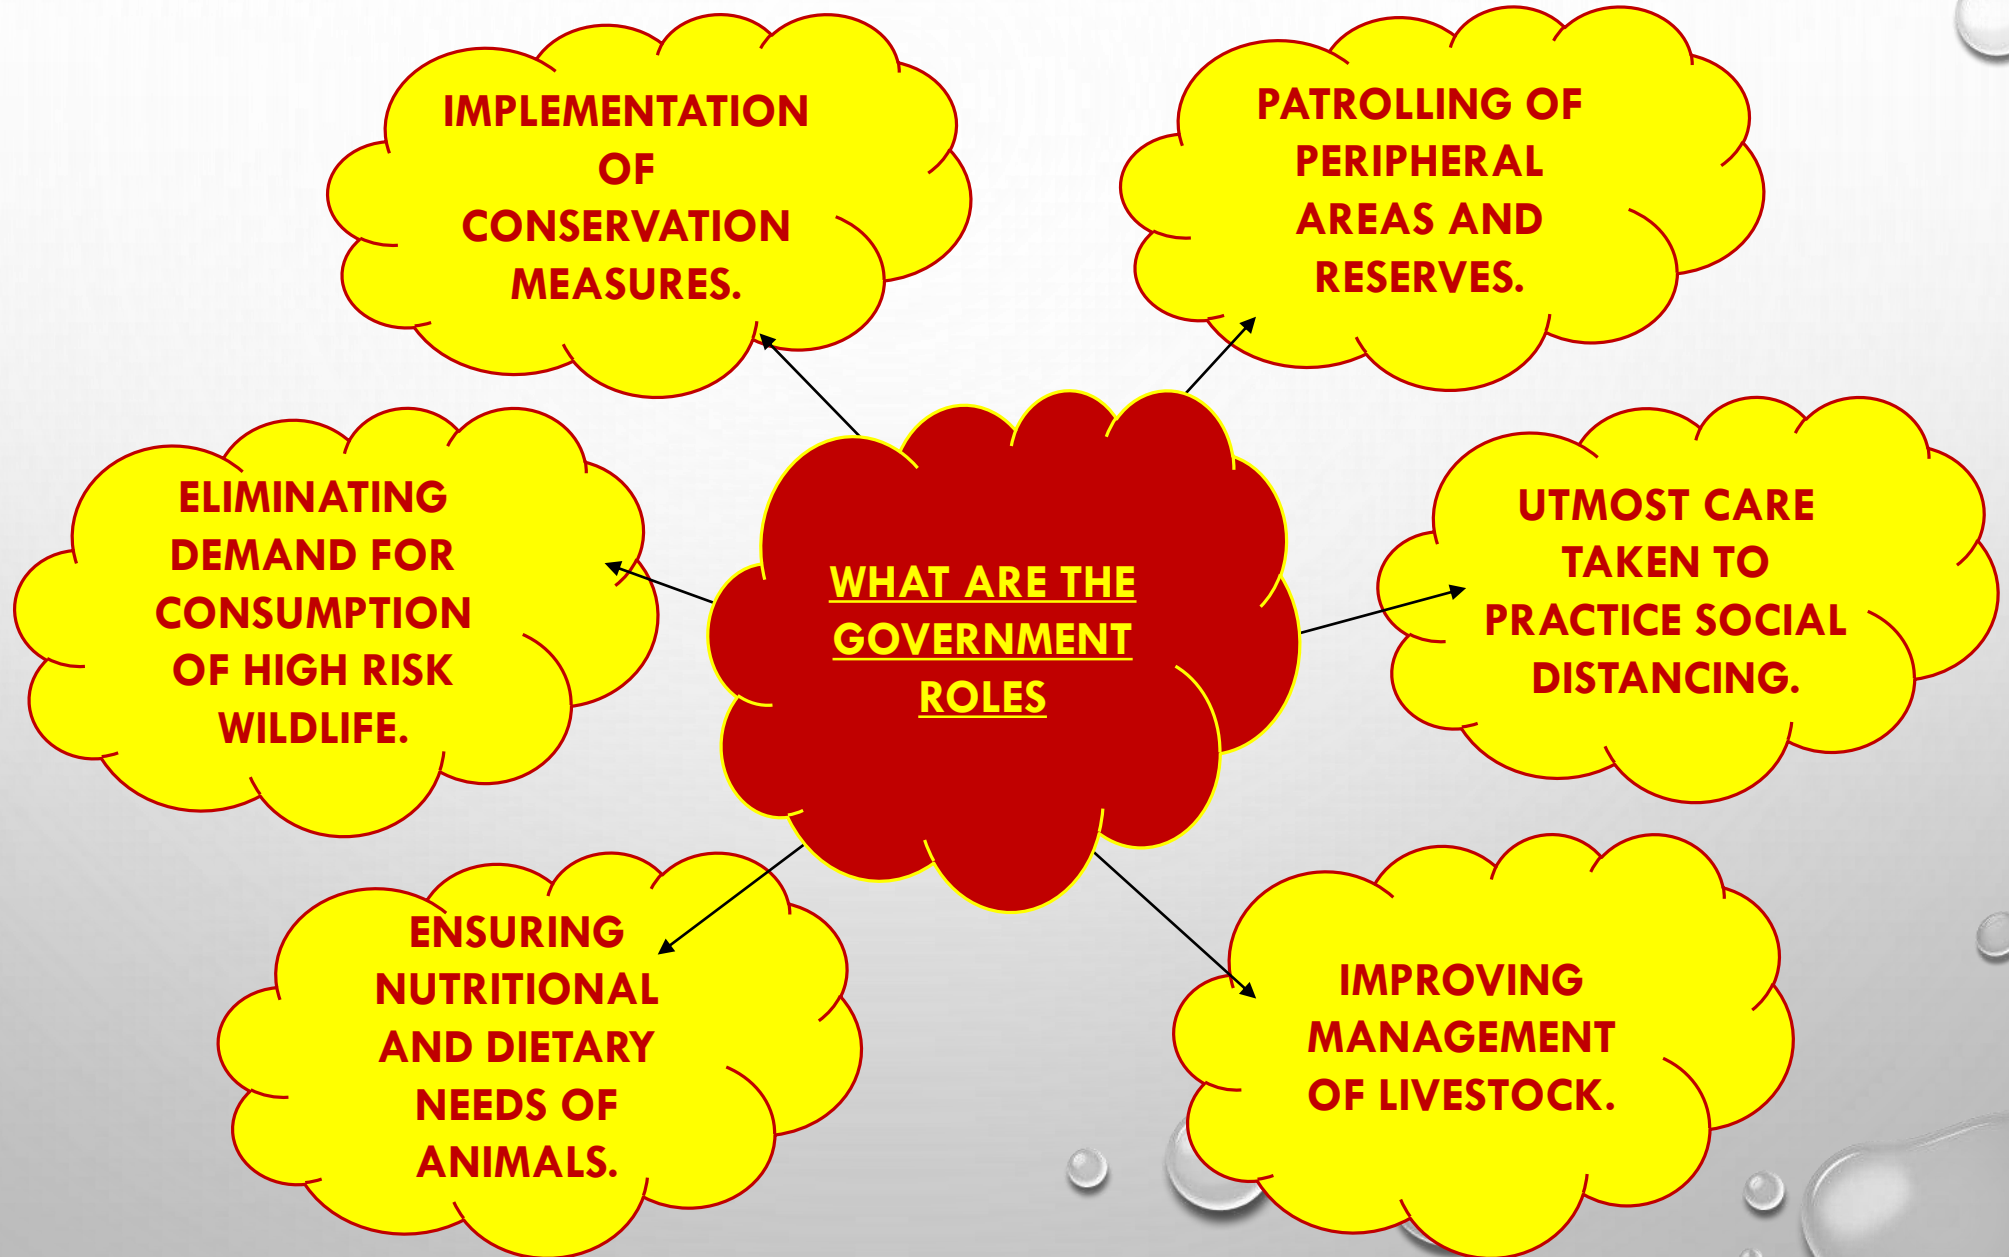 IMPLEMENTATION
OF
CONSERVATION
MEASURES.
PATROLLING OF
PERIPHERAL
AREAS AND
RESERVES.
ELIMINATING
DEMAND FOR
CONSUMPTION
OF HIGH RISK
WILDLIFE.
WHAT ARE THE
GOVERNMENT
ROLES
UTMOST CARE
TAKEN TO
PRACTICE SOCIAL
DISTANCING.
ENSURING
NUTRITIONAL
AND DIETARY
NEEDS OF
ANIMALS.
IMPROVING
MANAGEMENT
OF LIVESTOCK.